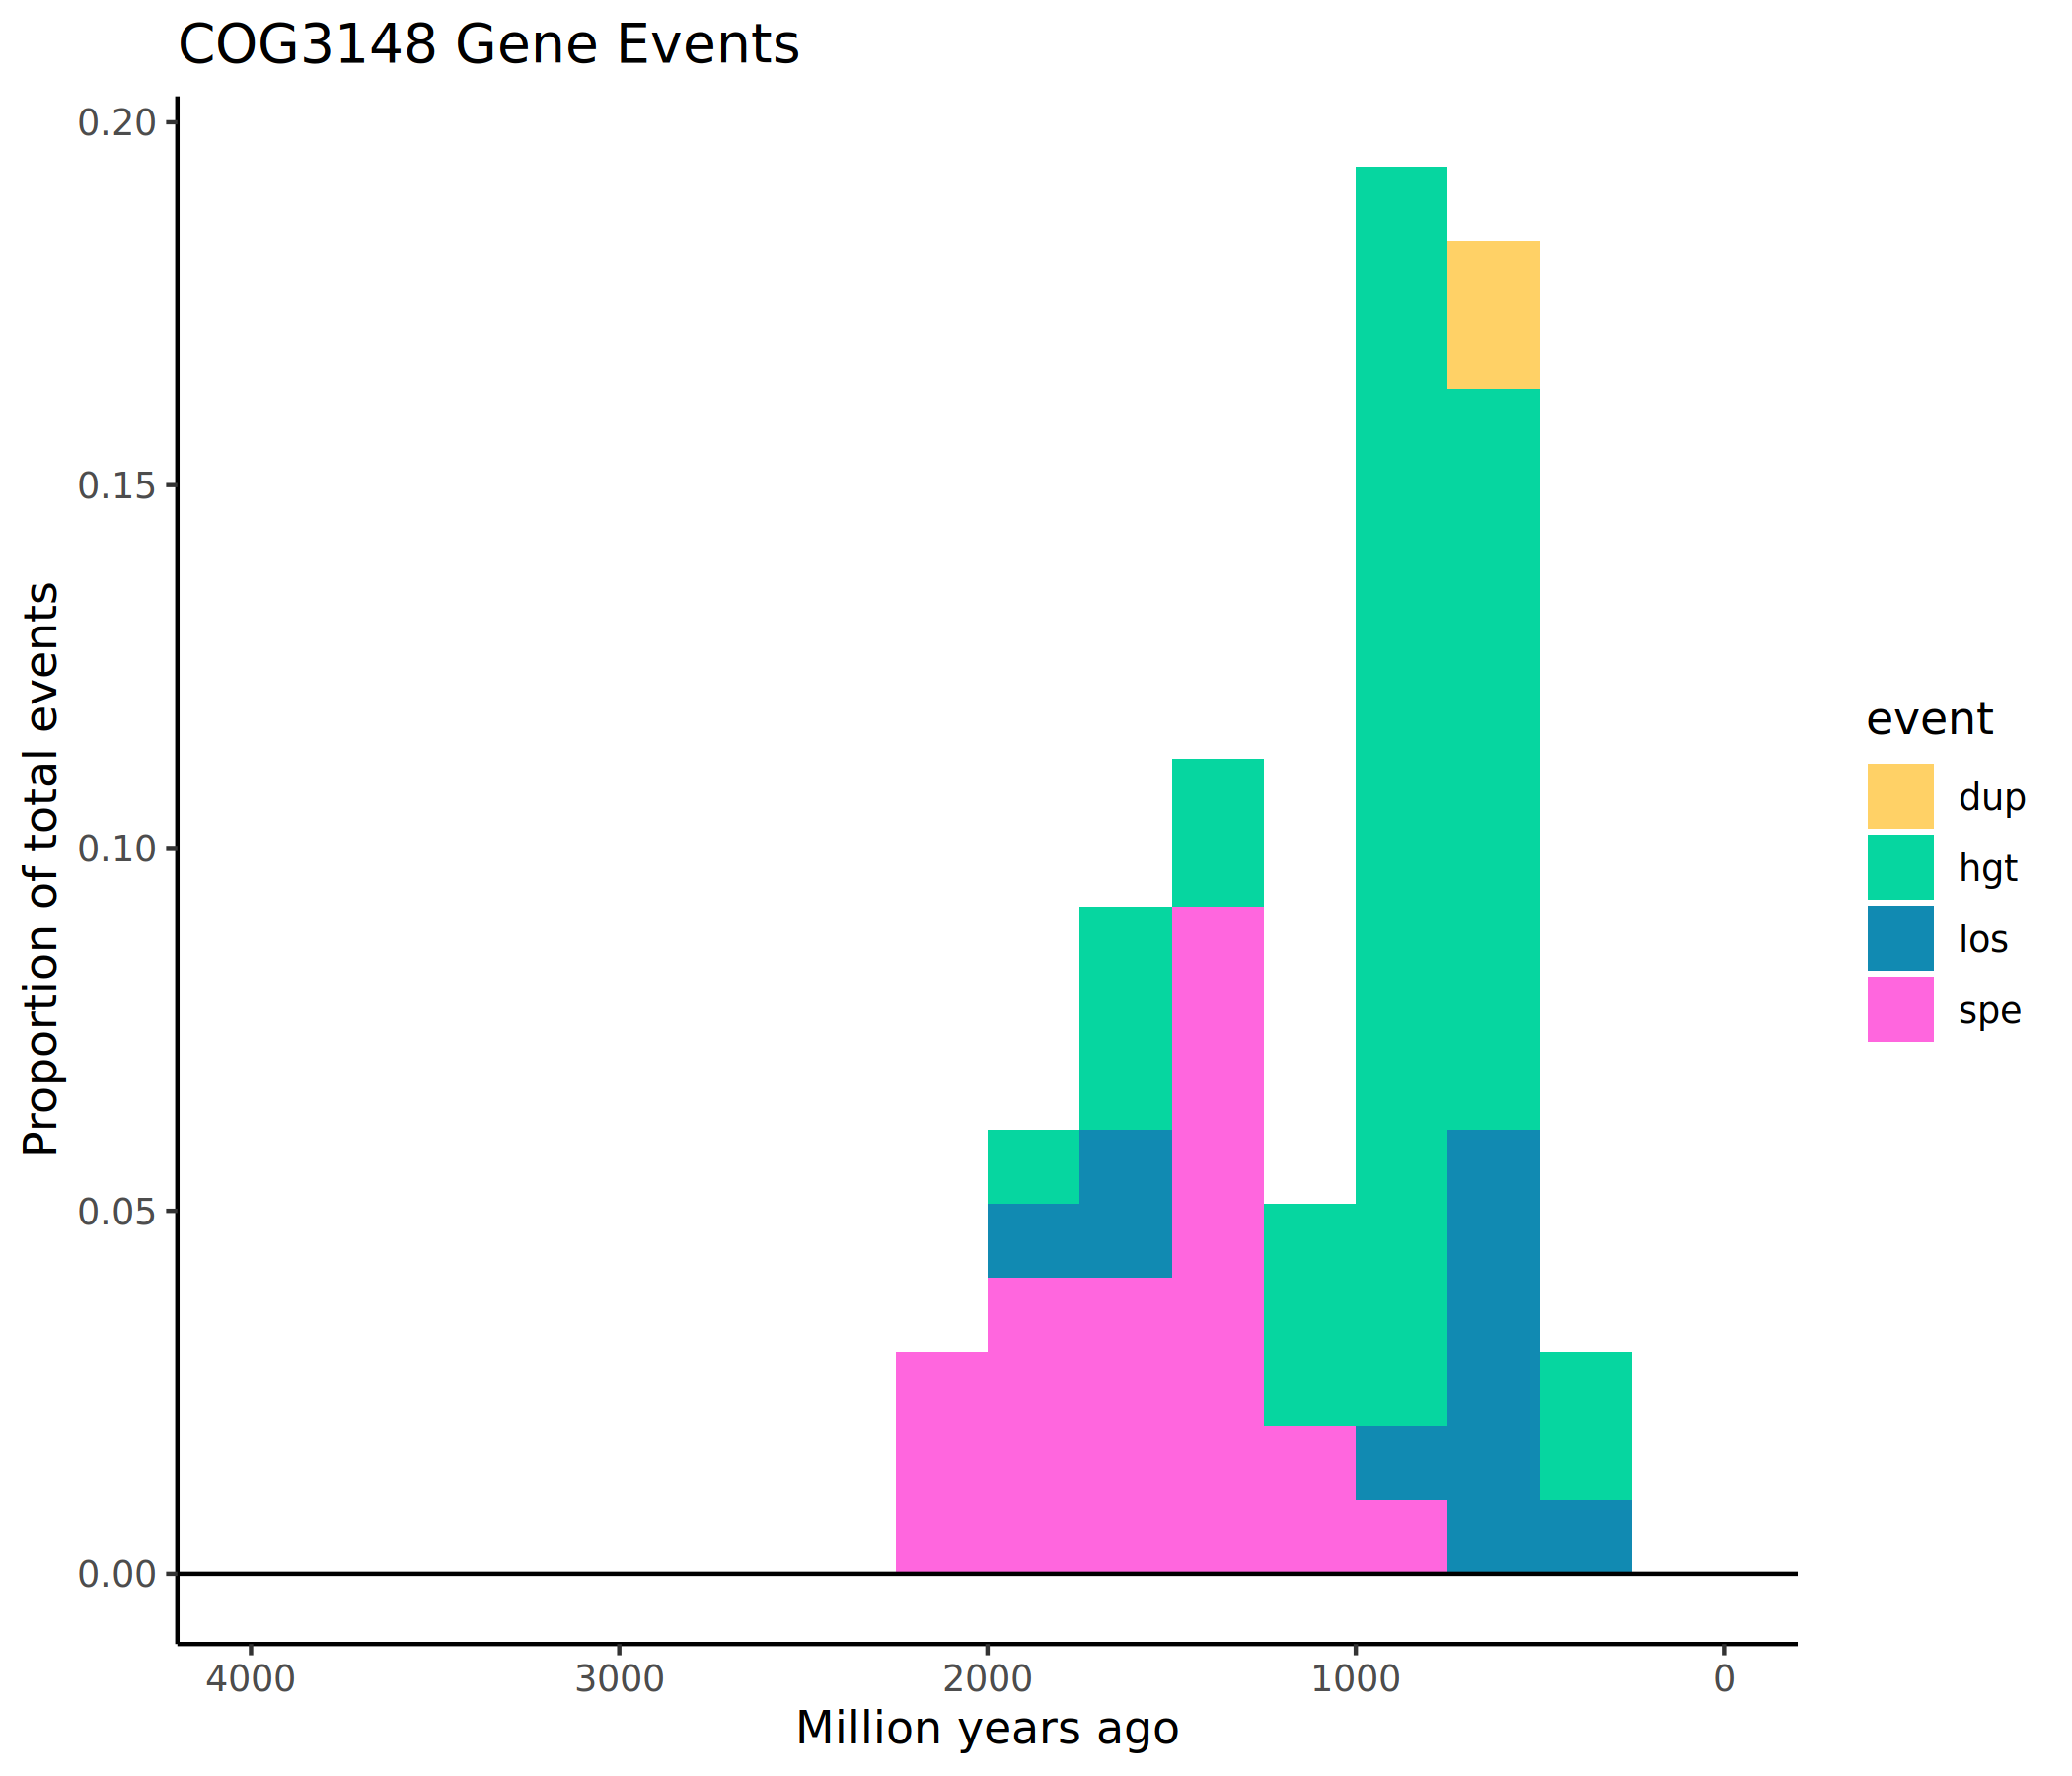 COG3148 Gene Events
0.20
0.15
0.10
0.05
0.00
Proportion of total events
4000 3000 2000 1000 0
Million years ago
event
dup
hgt
los
spe